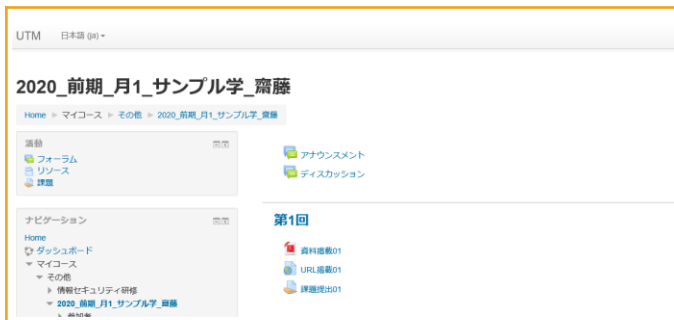 UTM 日本語 (ja)
2020_前期_月1_サンプル学_齋藤
Home マイコース その他 2020_前期_月1_サンプル学_齋藤
活動
フォーラム
リソース
課題
アナウンスメント
ディスカッション
ナビゲーション
Home
ダッシュボード
マイコース
その他
情報セキュリティ研修
2020_前期_月1_サンプル学_齋藤
参加者
第1回
資料掲載01
URL掲載01
課題提出01